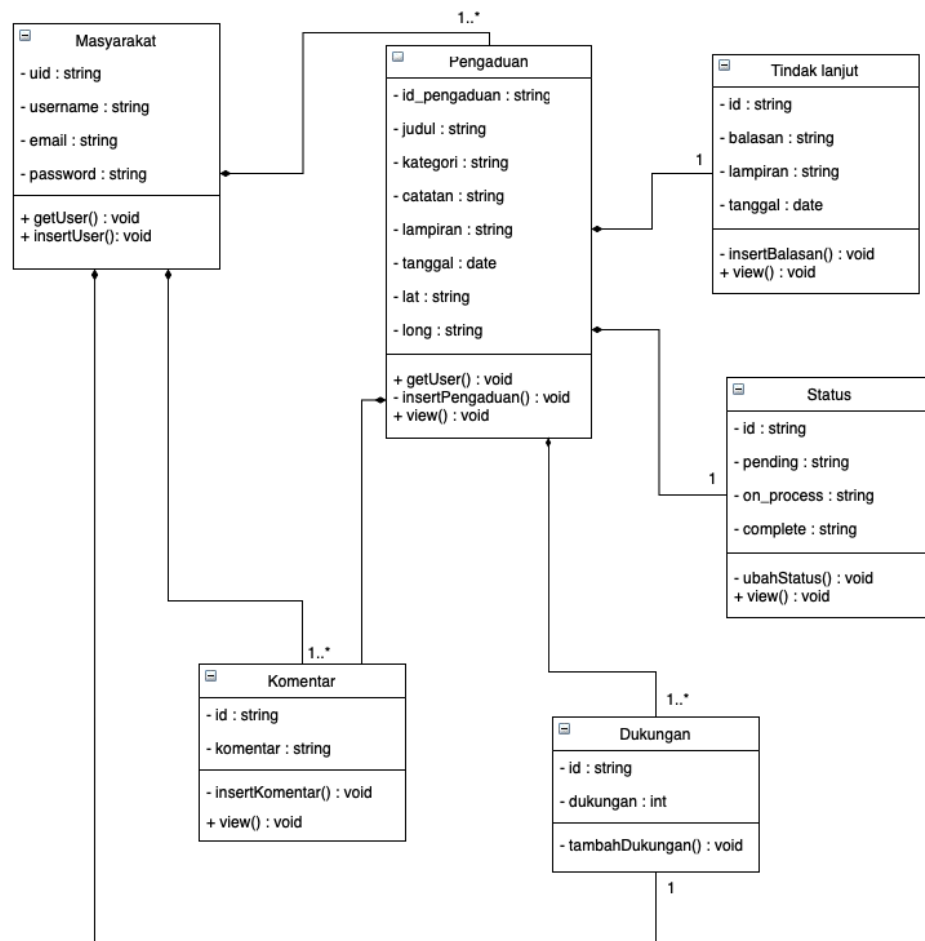 Masyarakat
- uid : string
- username : string
- email : string
- password : string
+ getUser() : void
+ insertUser(): void
1..*
Pengaduan
- id_pengaduan : string
- judul : string
- kategori : string
- catatan : string
- lampiran : string
- tanggal : date
- lat : string
- long : string
+ getUser() : void
- insertPengaduan() : void
+ view() : void
1
Tindak lanjut
- id : string
- balasan : string
- lampiran : string
- tanggal : date
- insertBalasan() : void
+ view() : void
1
Status
- id : string
- pending : string
- on_process : string
- complete : string
- ubahStatus() : void
+ view() : void
1..*
Komentar
- id : string
- komentar : string
- insertKomentar() : void
+ view() : void
1..*
Dukungan
- id : string
- dukungan : int
- tambahDukungan() : void
1